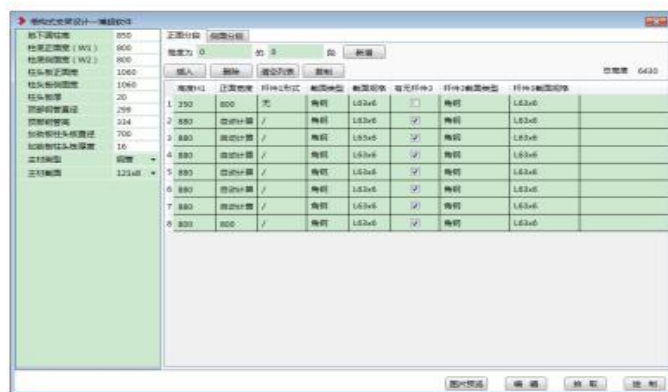 格构式支架设计--编辑软件
地下圆柱高 850
柱尾正面宽（W1） 800
柱尾侧面宽（W2） 800
柱头板正面宽 1060
柱头板侧面宽 1060
柱头板厚 20
顶部钢管直径 299
顶部钢管高 334
加劲板柱头板直径 700
加劲板柱头板厚度 16
主材类型 钢管
主材截面 121x8
正面分段 侧面分段
高度为 0 的 0 段 新增
插入 删除 清空列表 复制 总高度 6430
高度H1 正面宽度 杆件1形式 截面类型 截面规格 有无杆件2 杆件2截面类型 杆件2截面规格
1 350 800 无 角钢 L63x6 角钢 L63x6
2 880 自动计算 / 角钢 L63x6 角钢 L63x6
3 880 自动计算 / 角钢 L63x6 角钢 L63x6
4 880 自动计算 / 角钢 L63x6 角钢 L63x6
5 880 自动计算 / 角钢 L63x6 角钢 L63x6
6 880 自动计算 / 角钢 L63x6 角钢 L63x6
7 880 自动计算 / 角钢 L63x6 角钢 L63x6
8 800 800 / 角钢 L63x6 角钢 L63x6
图片预览 编辑 拾取 绘制